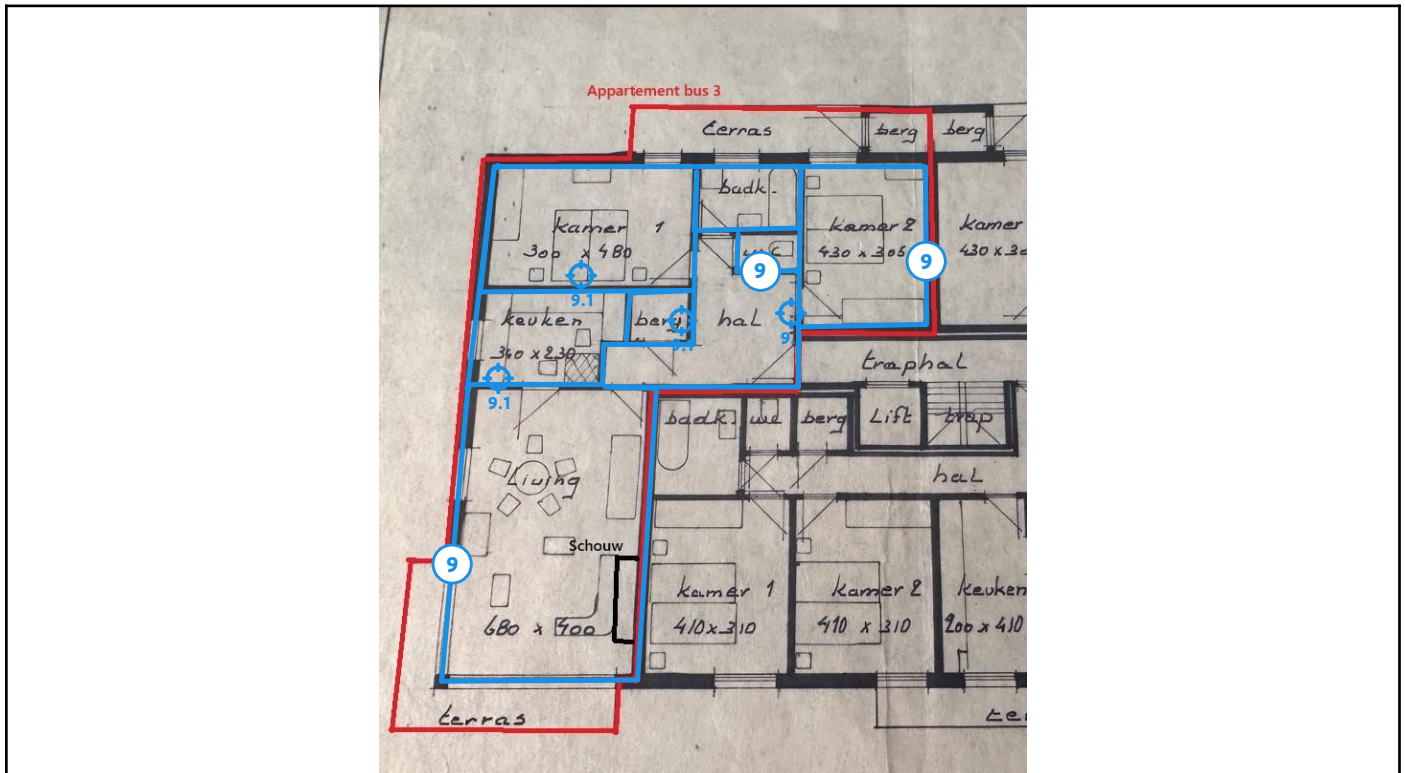 Appartement bus 3
terras
berg
berg
badk.
kamer 1
300 x 480
wc
kamer 2
430 x 305
kamer
9
9
9.1
keuken
340 x 230
berg
hal
9.1
traphal
badk.
wc
berg
Lift
trap
hal
Living
Schouw
9
680 x 400
kamer 1
410 x 310
kamer 2
410 x 310
keuken
200 x 410
terras